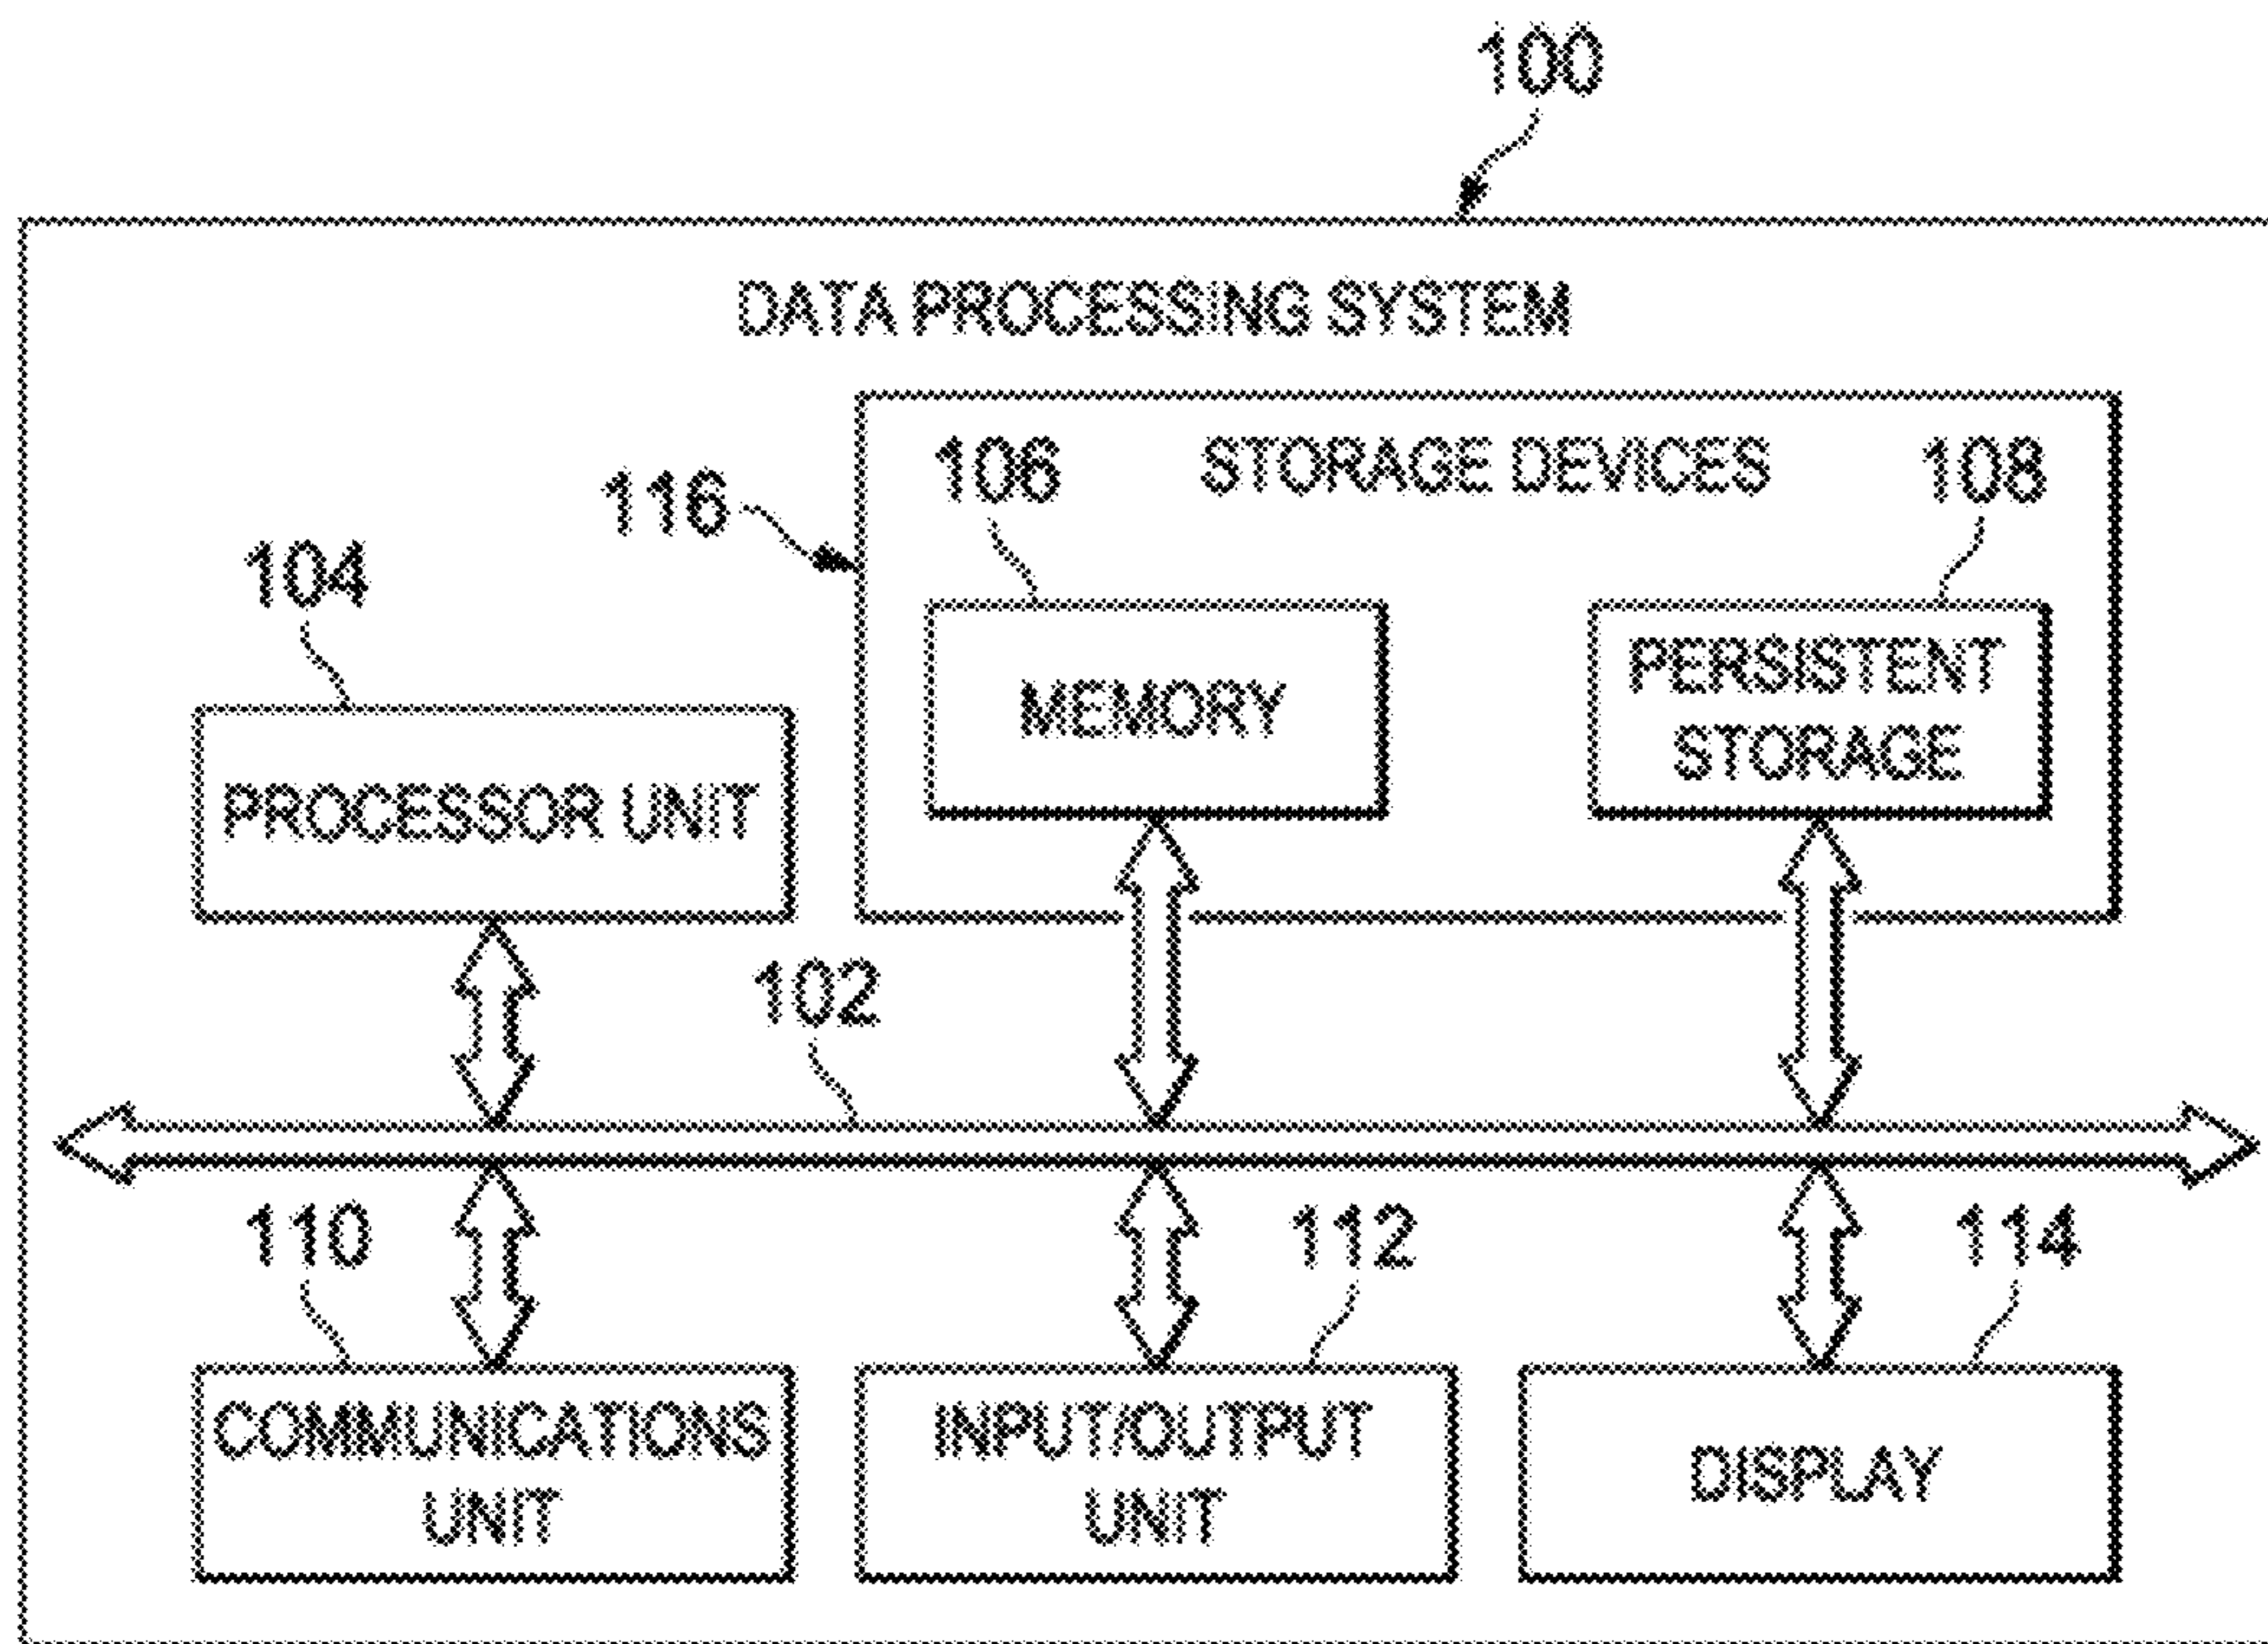 100
DATA PROCESSING SYSTEM
106 STORAGE DEVICES 108
116
104
MEMORY
PERSISTENT
STORAGE
PROCESSOR UNIT
102
110 112 114
COMMUNICATIONS
UNIT
INPUT/OUTPUT
UNIT
DISPLAY